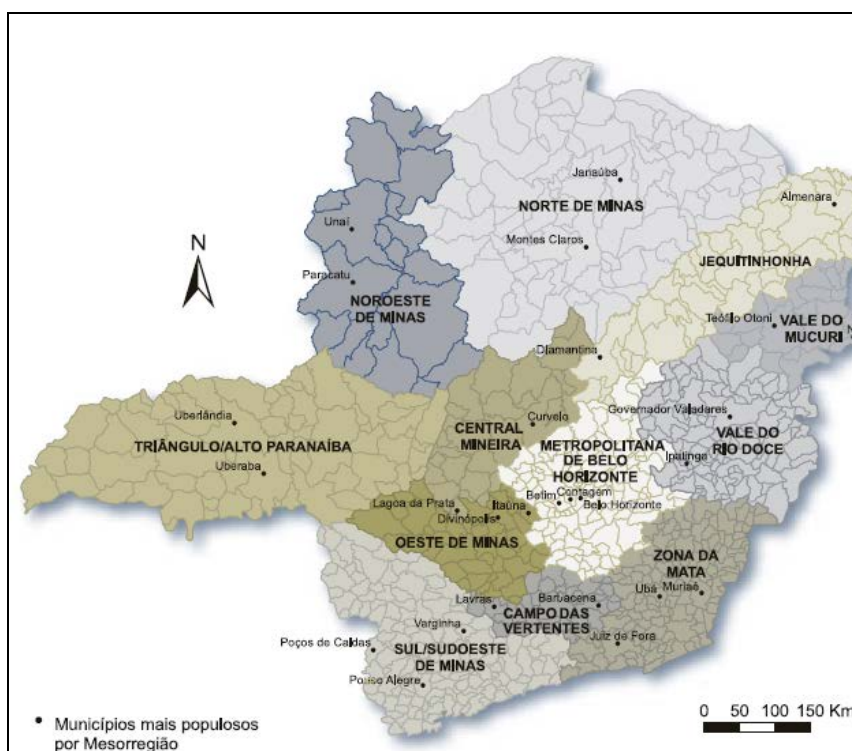 Janaúba
NORTE DE MINAS
Almenara
Unaí
Montes Claros
JEQUITINHONHA
N
Paracatu
NOROESTE
DE MINAS
Teófilo Otoni
VALE DO
MUCURI
N
Diamantina
Uberlândia
CENTRAL
MINEIRA
Curvelo
Governador Valadares
TRIÂNGULO/ALTO PARANAÍBA
METROPOLITANA
DE BELO
HORIZONTE
VALE DO
RIO DOCE
Uberaba
Ipatinga
Lagoa da Prata
Itaúna
Betim
Contagem
Divinópolis
Belo Horizonte
OESTE DE MINAS
ZONA DA
MATA
Ubá
Muriaé
Lavras
Barbacena
CAMPO DAS
VERTENTES
Varginha
Poços de Caldas
SUL/SUDOESTE
DE MINAS
Juiz de Fora
Pouso Alegre
0 50 100 150 Km
• Municípios mais populosos
por Mesorregião